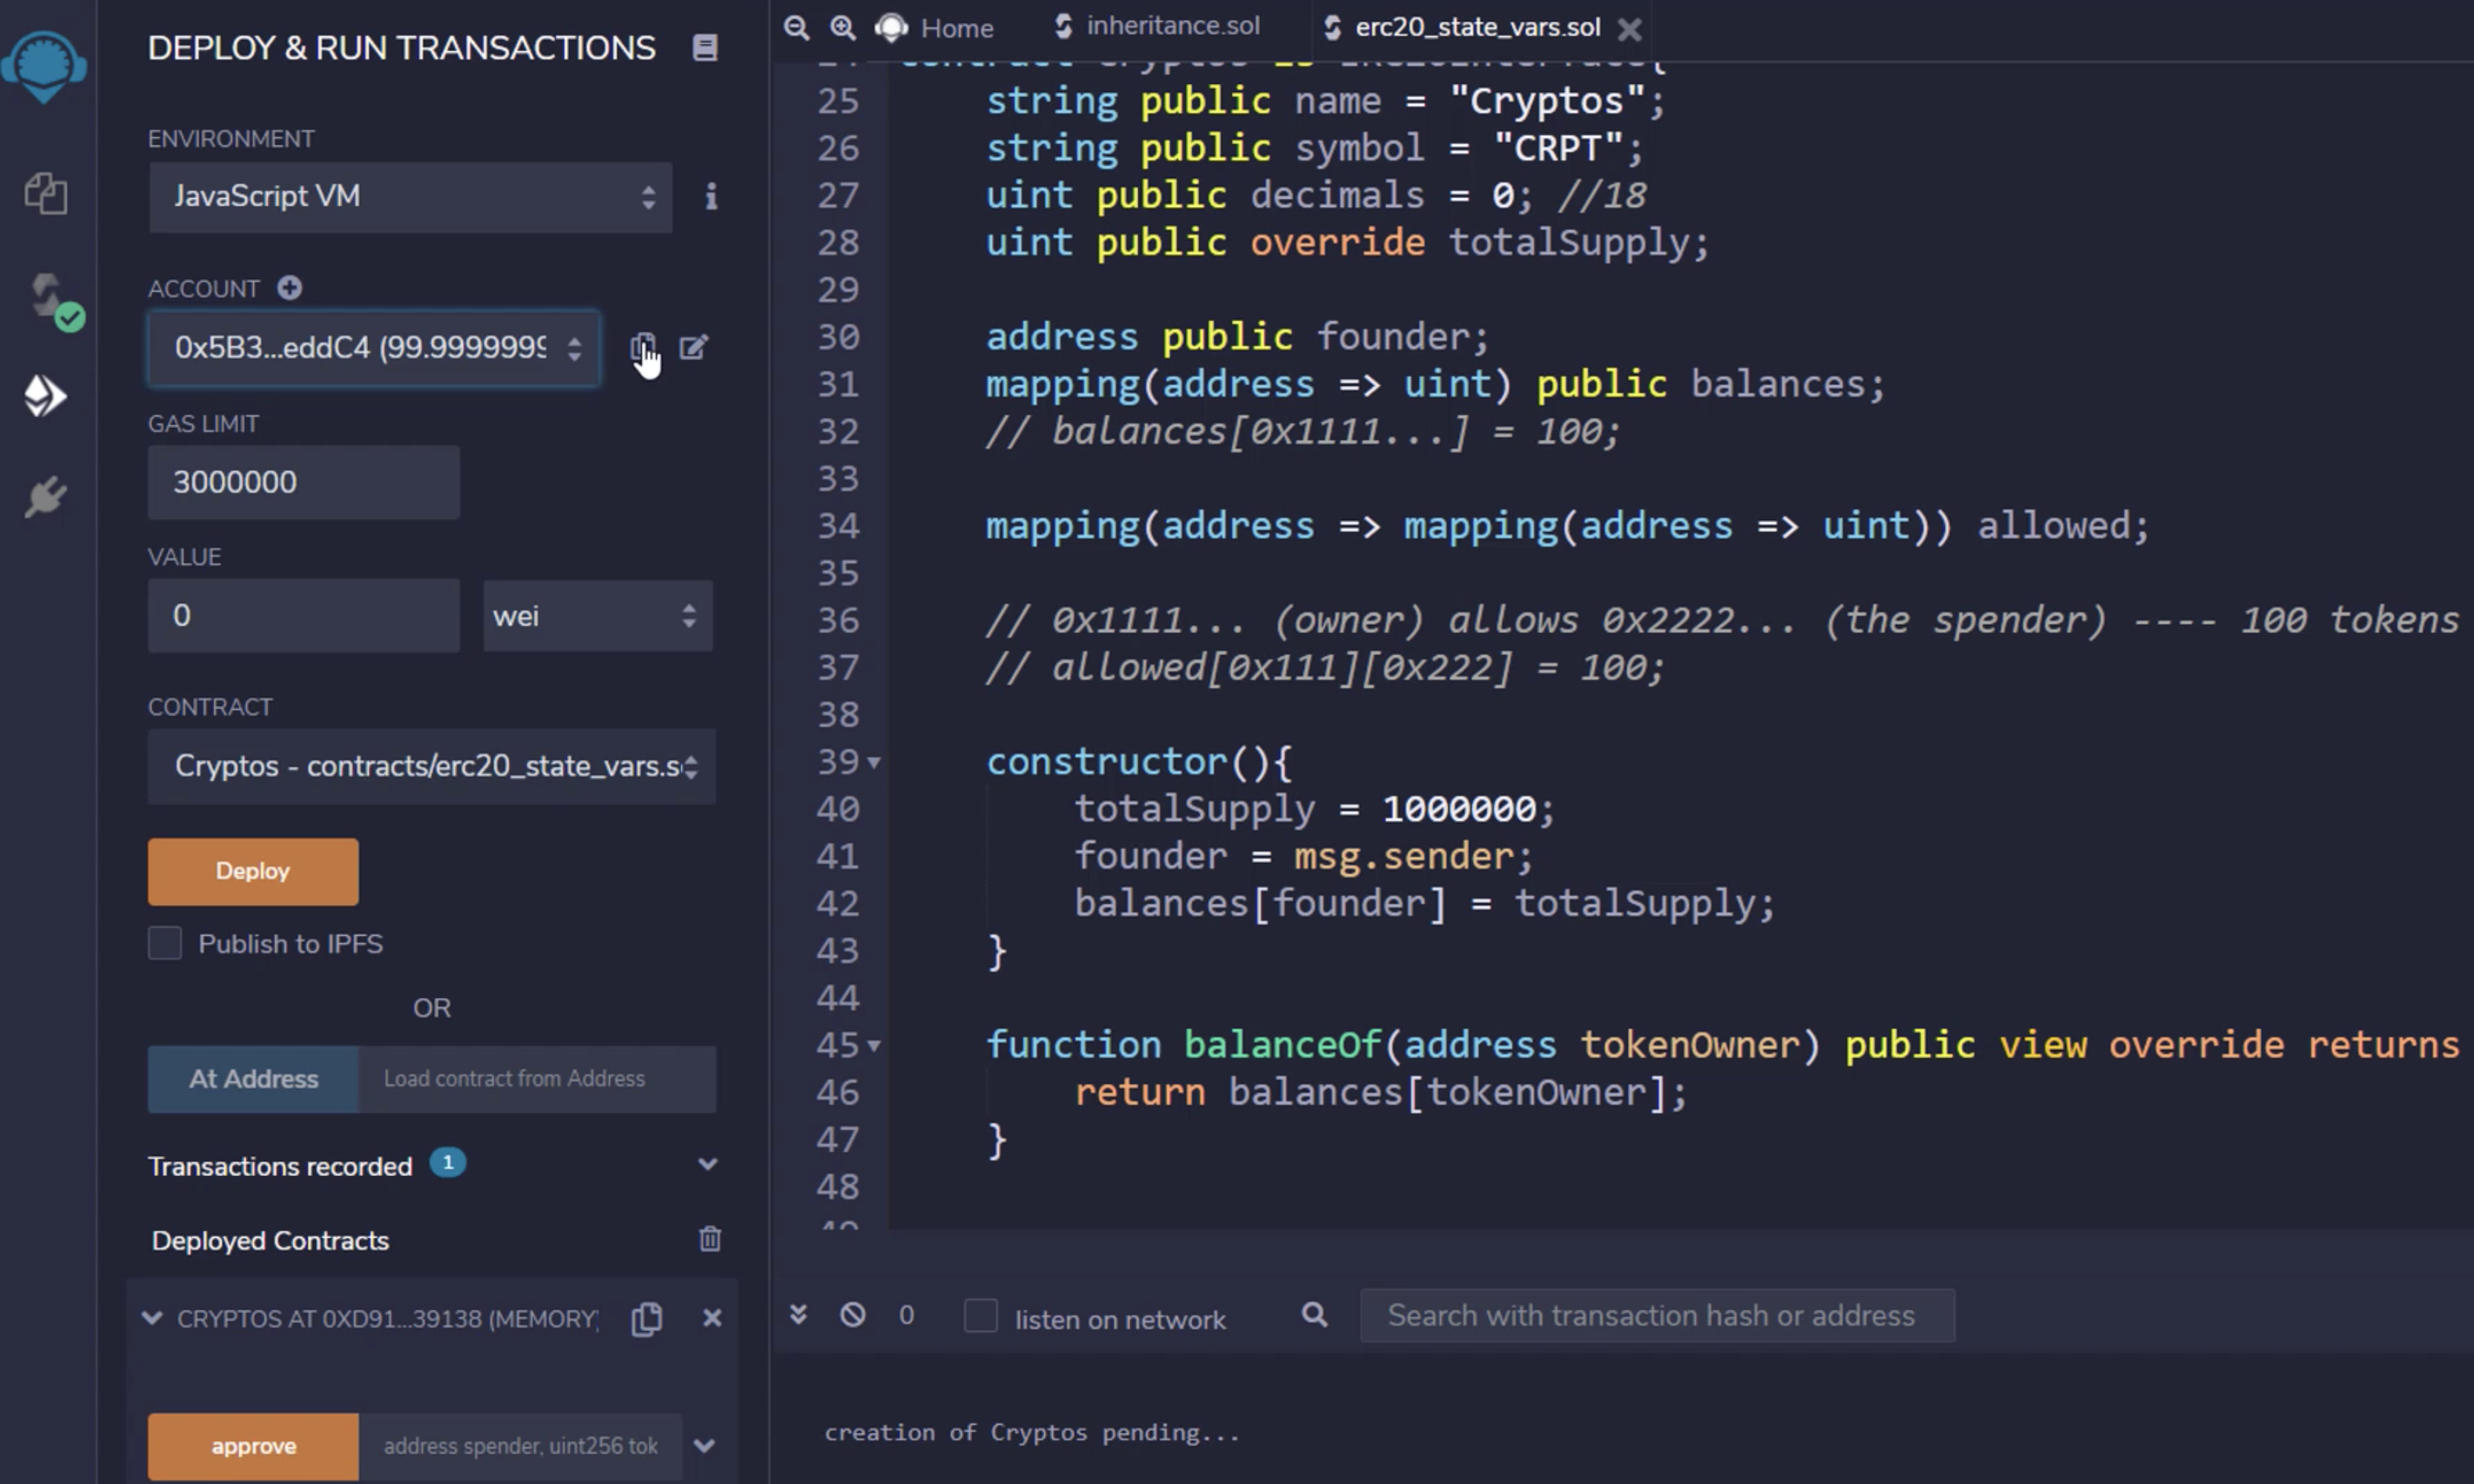 DEPLOY & RUN TRANSACTIONS
ENVIRONMENT
JavaScript VM
ACCOUNT
0x5B3...eddC4 (99.9999999
GAS LIMIT
3000000
VALUE
0
wei
CONTRACT
Cryptos - contracts/erc20_state_vars.s
Deploy
Publish to IPFS
OR
At Address
Load contract from Address
Transactions recorded 1
Deployed Contracts
CRYPTOS AT 0XD91...39138 (MEMORY)
approve
address spender, uint256 tok
Home
inheritance.sol
erc20_state_vars.sol
25 string public name = "Cryptos";
26 string public symbol = "CRPT";
27 uint public decimals = 0; //18
28 uint public override totalSupply;
29
30 address public founder;
31 mapping(address => uint) public balances;
32 // balances[0x1111...] = 100;
33
34 mapping(address => mapping(address => uint)) allowed;
35
36 // 0x1111... (owner) allows 0x2222... (the spender) ---- 100 tokens
37 // allowed[0x111][0x222] = 100;
38
39 constructor(){
40 totalSupply = 1000000;
41 founder = msg.sender;
42 balances[founder] = totalSupply;
43 }
44
45 function balanceOf(address tokenOwner) public view override returns
46 return balances[tokenOwner];
47 }
48
0
listen on network
Search with transaction hash or address
creation of Cryptos pending...